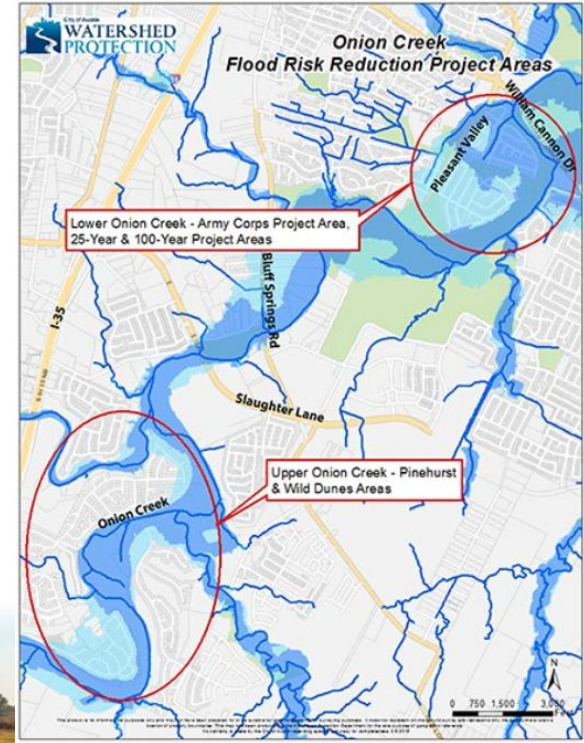 City of Austin
WATERSHED
PROTECTION
Onion Creek
Flood Risk Reduction Project Areas
William Cannon Dr
Pleasant Valley
Lower Onion Creek - Army Corps Project Area,
25-Year & 100-Year Project Areas
Bluff Springs Rd
I-35
Slaughter Lane
Upper Onion Creek - Pinehurst
& Wild Dunes Areas
Onion Creek
N
0 750 1,500 3,000
Feet